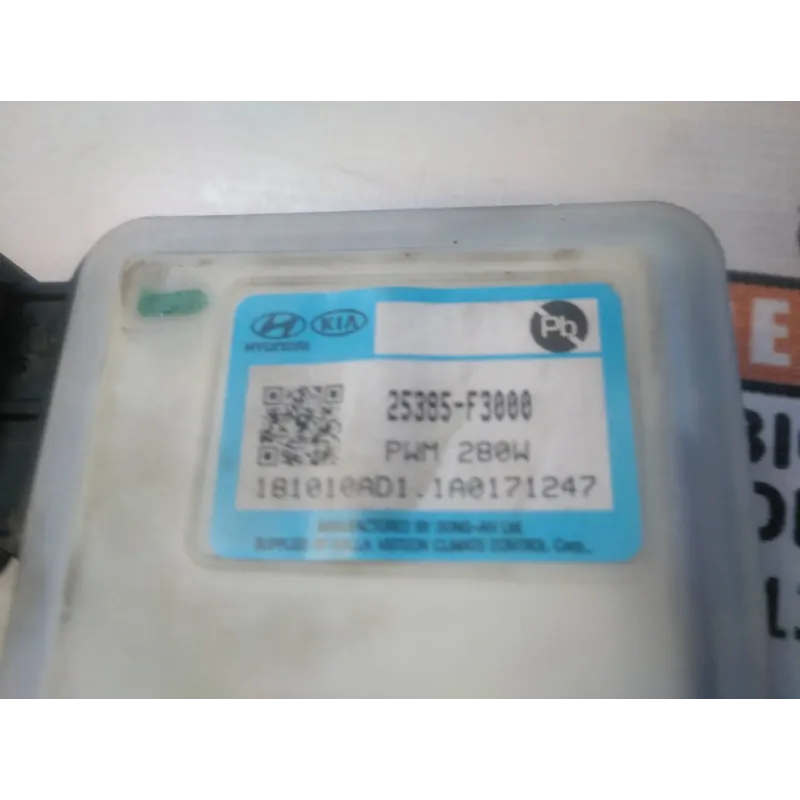 HYUNDAI
KIA
Pb
25385-F3000
PWM 280W
181010AD1.1A0171247
MANUFACTURED BY DONG-AH
SUPPLIED BY HALLA VISTEON CLIMATE CONTROL Corp.
E